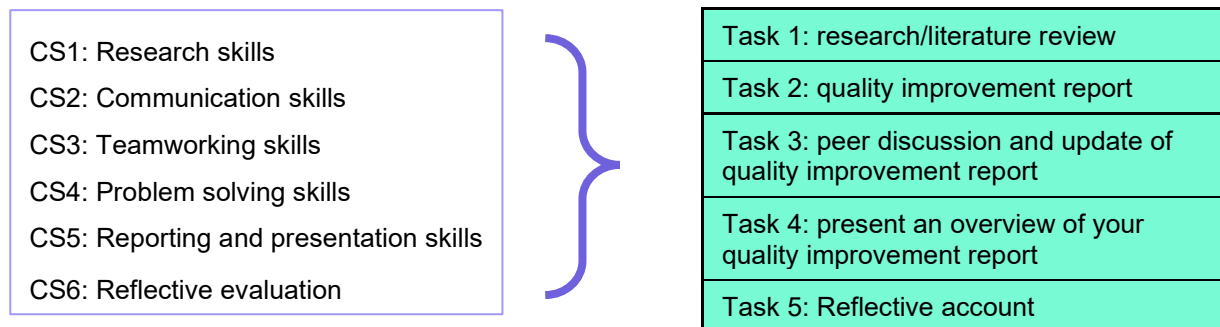 CS1: Research skills
CS2: Communication skills
CS3: Teamworking skills
CS4: Problem solving skills
CS5: Reporting and presentation skills
CS6: Reflective evaluation
Task 1: research/literature review
Task 2: quality improvement report
Task 3: peer discussion and update of
quality improvement report
Task 4: present an overview of your
quality improvement report
Task 5: Reflective account